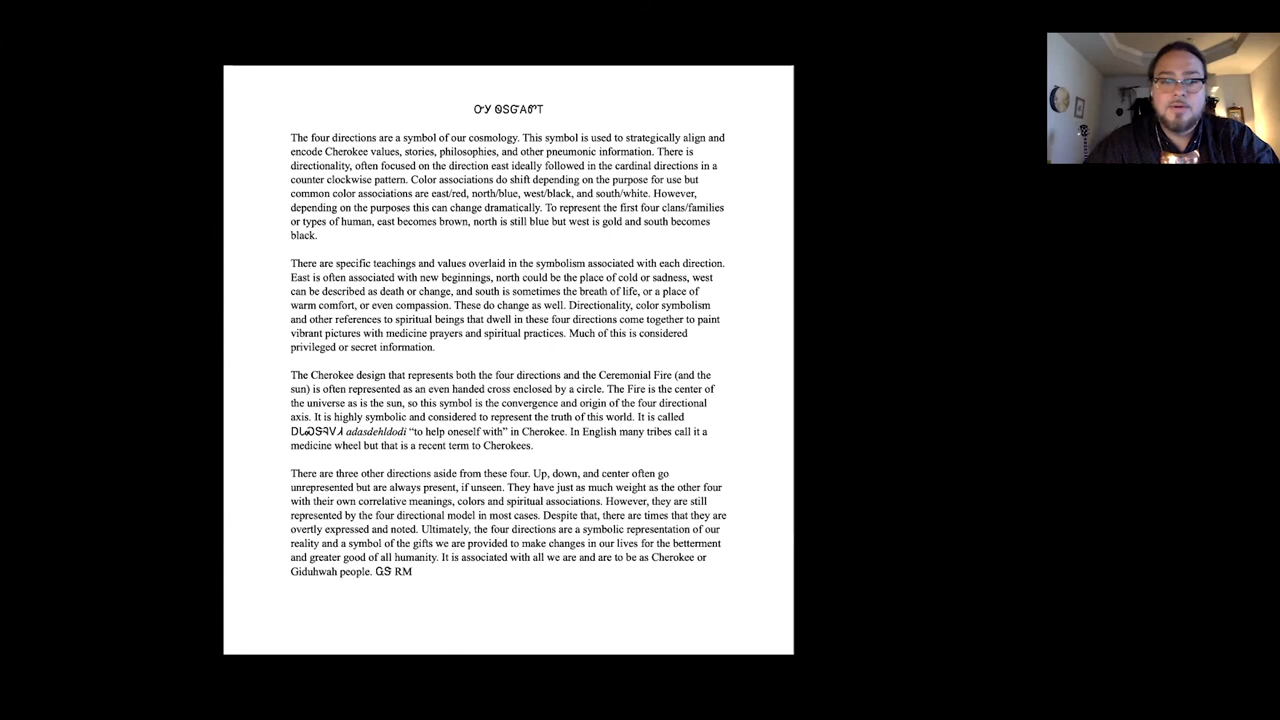 ᏅᎩ ᏫᏚᏳᎪᏛᎢ
The four directions are a symbol of our cosmology. This symbol is used to strategically align and
encode Cherokee values, stories, philosophies, and other pneumonic information. There is
directionality, often focused on the direction east ideally followed in the cardinal directions in a
counter clockwise pattern. Color associations do shift depending on the purpose for use but
common color associations are east/red, north/blue, west/black, and south/white. However,
depending on the purposes this can change dramatically. To represent the first four clans/families
or types of human, east becomes brown, north is still blue but west is gold and south becomes
black.
There are specific teachings and values overlaid in the symbolism associated with each direction.
East is often associated with new beginnings, north could be the place of cold or sadness, west
can be described as death or change, and south is sometimes the breath of life, or a place of
warm comfort, or even compassion. These do change as well. Directionality, color symbolism
and other references to spiritual beings that dwell in these four directions come together to paint
vibrant pictures with medicine prayers and spiritual practices. Much of this is considered
privileged or secret information.
The Cherokee design that represents both the four directions and the Ceremonial Fire (and the
sun) is often represented as an even handed cross enclosed by a circle. The Fire is the center of
the universe as is the sun, so this symbol is the convergence and origin of the four directional
axis. It is highly symbolic and considered to represent the truth of this world. It is called
ᎠᏓᏍᏕᎸᏙᏗ adasdehldodi “to help oneself with” in Cherokee. In English many tribes call it a
medicine wheel but that is a recent term to Cherokees.
There are three other directions aside from these four. Up, down, and center often go
unrepresented but are always present, if unseen. They have just as much weight as the other four
with their own correlative meanings, colors and spiritual associations. However, they are still
represented by the four directional model in most cases. Despite that, there are times that they are
overtly expressed and noted. Ultimately, the four directions are a symbolic representation of our
reality and a symbol of the gifts we are provided to make changes in our lives for the betterment
and greater good of all humanity. It is associated with all we are and are to be as Cherokee or
Giduhwah people. ᏩᏕ RM